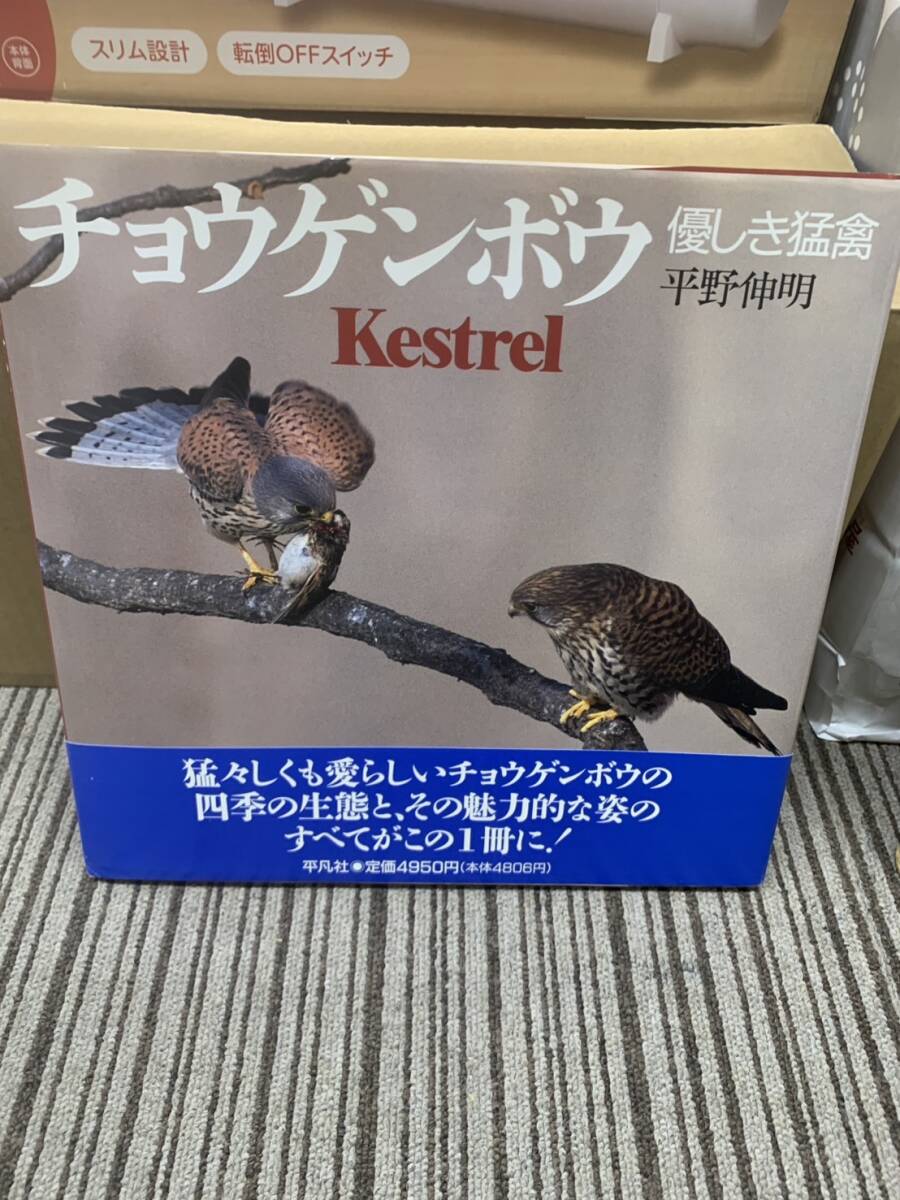 本体
背面
スリム設計
転倒OFFスイッチ
チョウゲンボウ
優しき猛禽
平野伸明
Kestrel
猛々しくも愛らしいチョウゲンボウの
四季の生態と、その魅力的な姿の
すべてがこの1冊に!
平凡社●定価4950円(本体4806円)